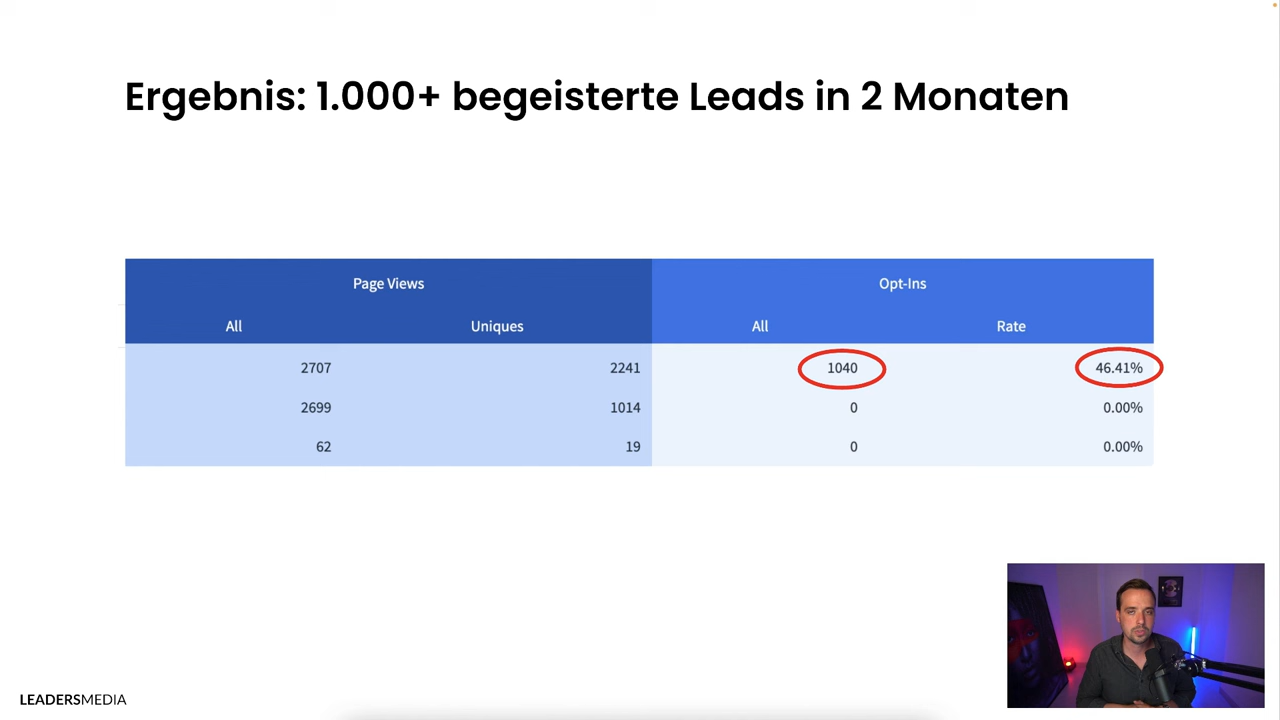 Ergebnis: 1.000+ begeisterte Leads in 2 Monaten
Page Views Opt-Ins
All Uniques All Rate
2707 2241 1040 46.41%
2699 1014 0 0.00%
62 19 0 0.00%
LEADERSMEDIA